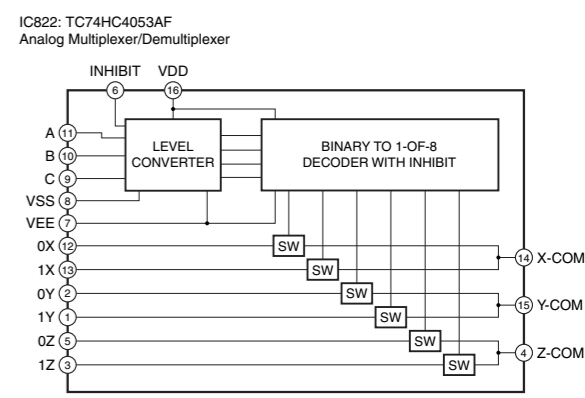 IC822: TC74HC4053AF
Analog Multiplexer/Demultiplexer
INHIBIT VDD
6 16
A 11
B 10
C 9
VSS 8
VEE 7
0X 12
1X 13
0Y 2
1Y 1
0Z 5
1Z 3
LEVEL
CONVERTER
BINARY TO 1-OF-8
DECODER WITH INHIBIT
SW
SW
SW
SW
SW
SW
14 X-COM
15 Y-COM
4 Z-COM